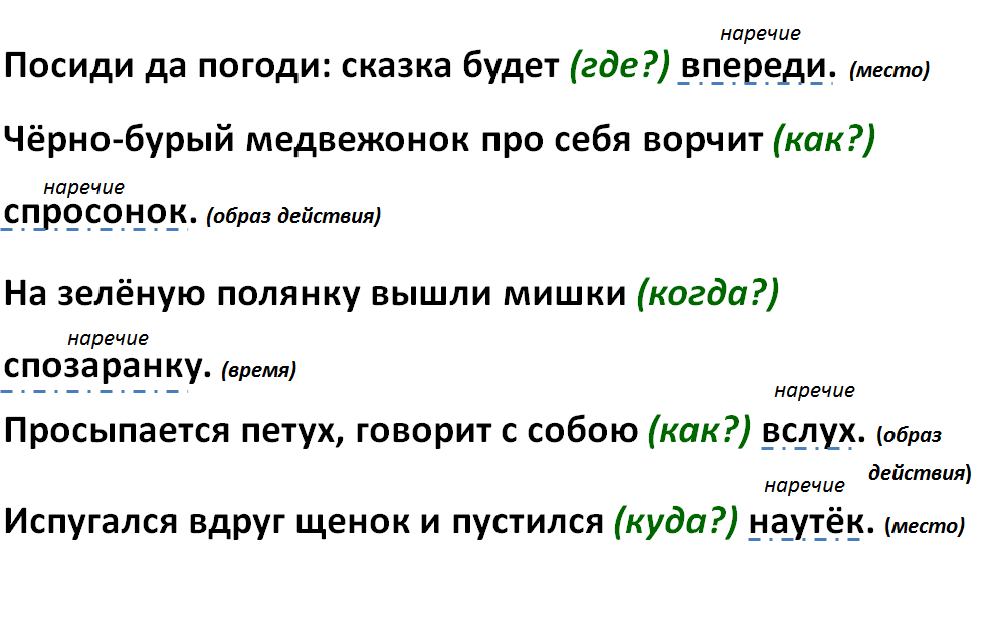 наречие
Посиди да погоди: сказка будет (где?) впереди. (место)
Чёрно-бурый медвежонок про себя ворчит (как?)
наречие
спросонок. (образ действия)
На зелёную полянку вышли мишки (когда?)
наречие
спозаранку. (время)
наречие
Просыпается петух, говорит с собою (как?) вслух. (образ
действия)
наречие
Испугался вдруг щенок и пустился (куда?) наутёк. (место)